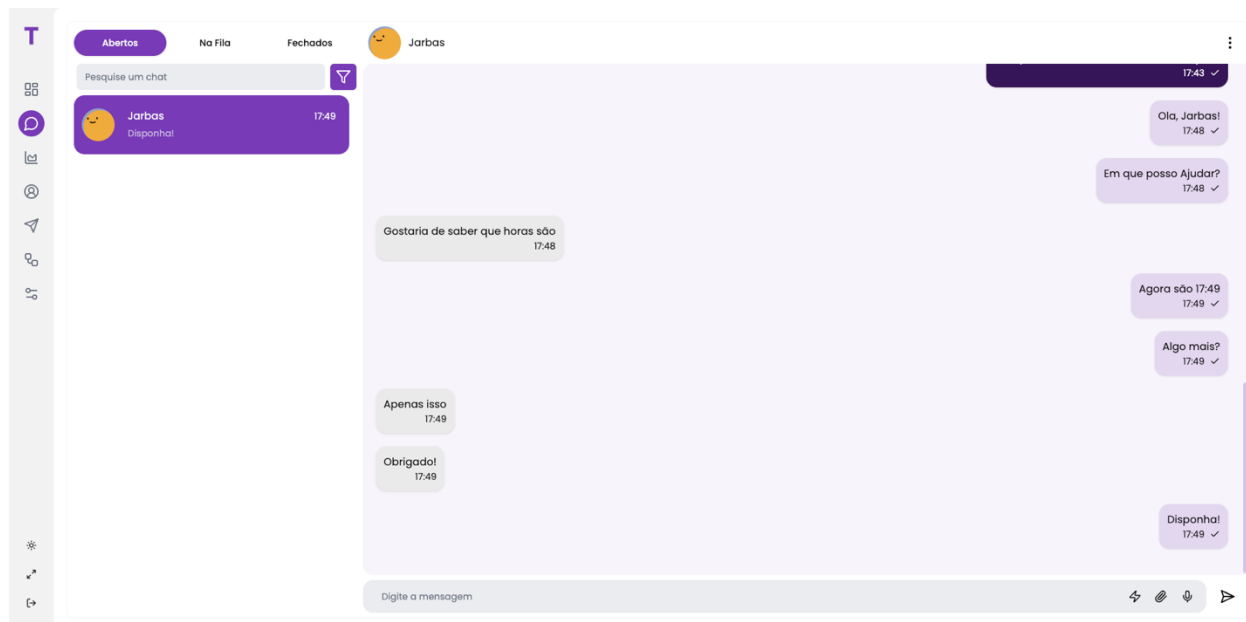 T
Abertos
Na Fila
Fechados
Pesquise um chat
Jarbas
17:49
Disponha!
Jarbas
17:43
Ola, Jarbas!
17:48
Em que posso Ajudar?
17:48
Gostaria de saber que horas são
17:48
Agora são 17:49
17:49
Algo mais?
17:49
Apenas isso
17:49
Obrigado!
17:49
Disponha!
17:49
Digite a mensagem